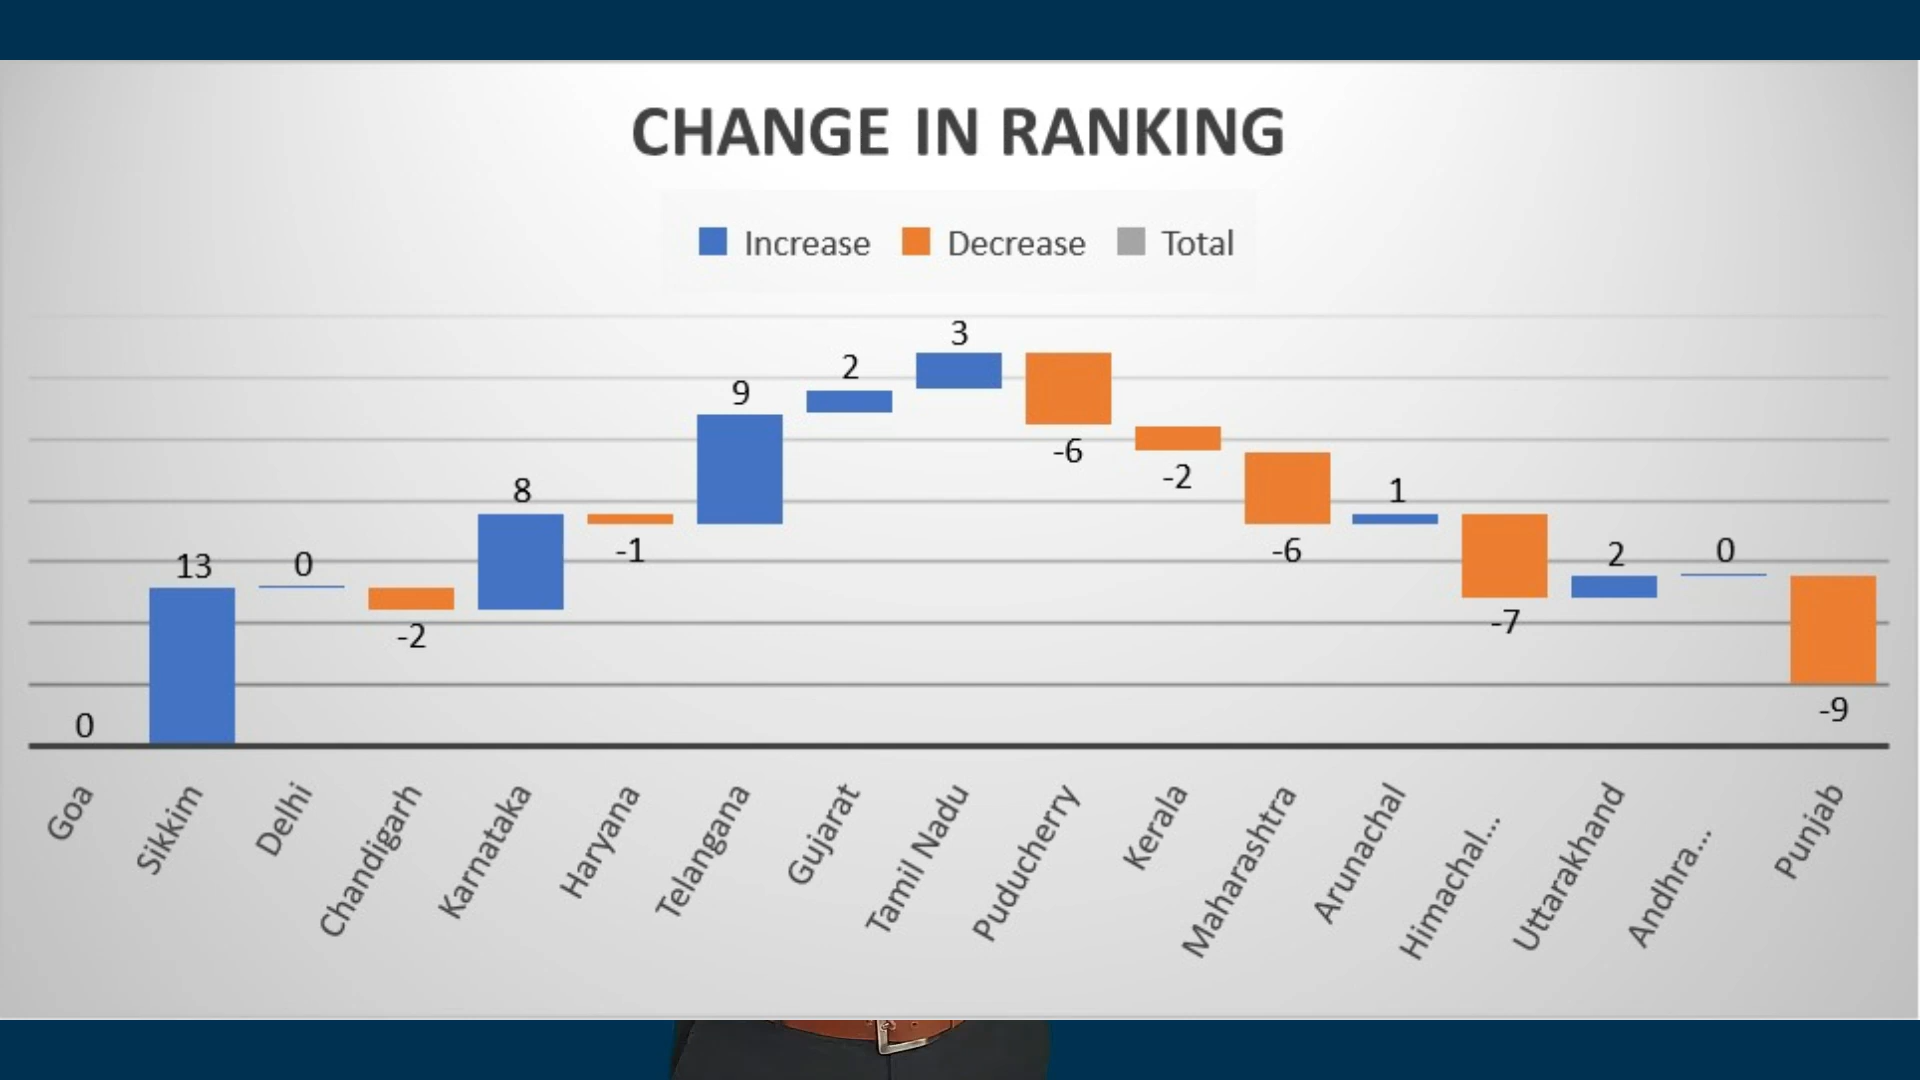 CHANGE IN RANKING
Increase Decrease Total
3
2
9
-6
-2
8
1
-1
-6
13
0
2
0
-2
-7
-9
0
Goa
Sikkim
Delhi
Chandigarh
Karnataka
Haryana
Telangana
Gujarat
Tamil Nadu
Puducherry
Kerala
Maharashtra
Arunachal
Himachal...
Uttarakhand
Andhra...
Punjab